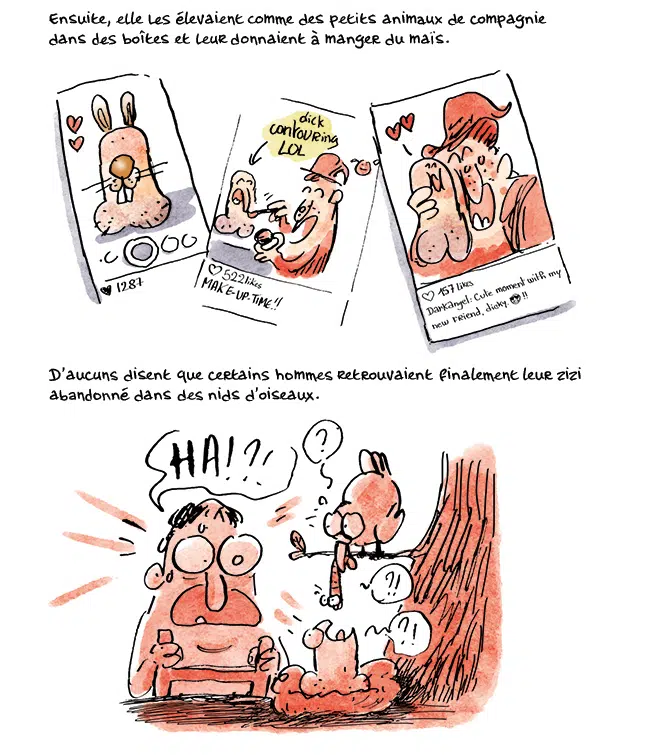 Ensuite, elle les élevaient comme des petits animaux de compagnie
dans des boîtes et leur donnaient à manger du maïs.
dick
contouring
LOL
1287
522 likes
MAKE-UP-TIME!!
157 likes
Darkangel: Cute moment with my
new friend, dicky. !!
D'aucuns disent que certains hommes retrouvaient finalement leur zizi
abandonné dans des nids d'oiseaux.
HA!?!
?
?!
?!